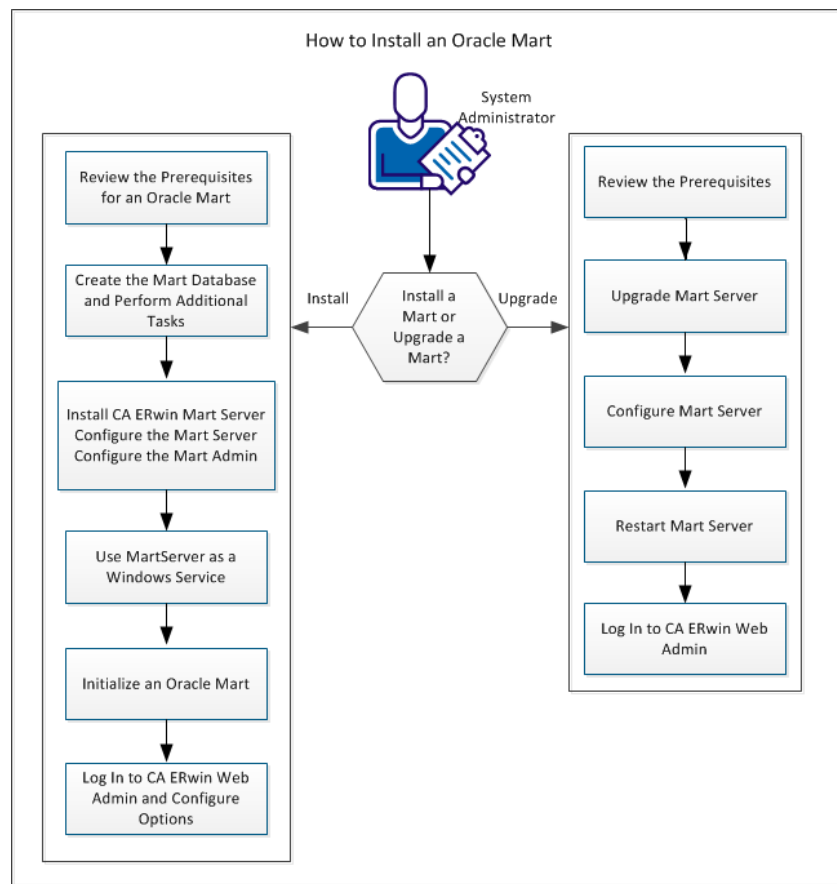 How to Install an Oracle Mart
System
Administrator
Install a
Mart or
Upgrade a
Mart?
Install
Upgrade
Review the Prerequisites
for an Oracle Mart
Create the Mart Database
and Perform Additional
Tasks
Install CA ERwin Mart Server
Configure the Mart Server
Configure the Mart Admin
Use MartServer as a
Windows Service
Initialize an Oracle Mart
Log In to CA ERwin Web
Admin and Configure
Options
Review the Prerequisites
Upgrade Mart Server
Configure Mart Server
Restart Mart Server
Log In to CA ERwin Web
Admin